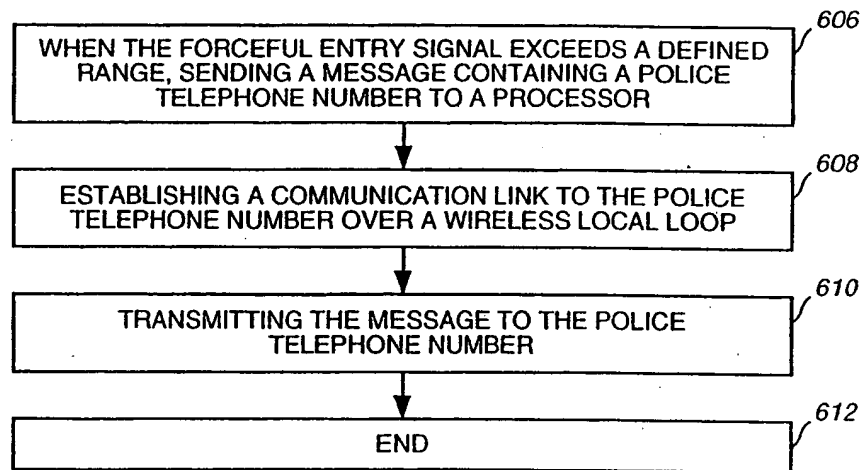 606
WHEN THE FORCEFUL ENTRY SIGNAL EXCEEDS A DEFINED
RANGE, SENDING A MESSAGE CONTAINING A POLICE
TELEPHONE NUMBER TO A PROCESSOR
608
ESTABLISHING A COMMUNICATION LINK TO THE POLICE
TELEPHONE NUMBER OVER A WIRELESS LOCAL LOOP
610
TRANSMITTING THE MESSAGE TO THE POLICE
TELEPHONE NUMBER
612
END